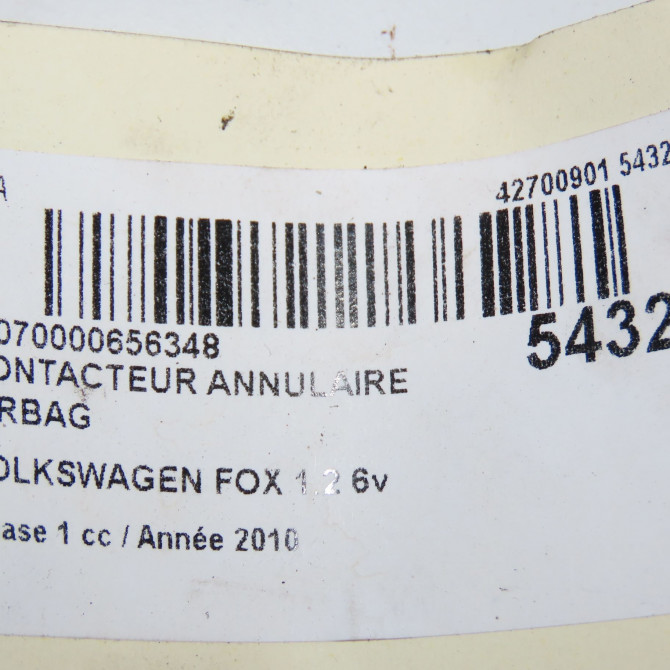 A
42700901 5432
070000656348
5432
ONTACTEUR ANNULAIRE
RBAG
OLKSWAGEN FOX 1.2 6v
ase 1 cc / Année 2010